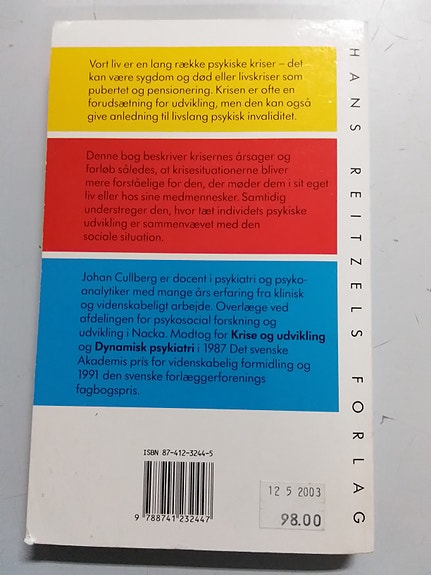 Vort liv er en lang række psykiske kriser – det
kan være sygdom og død eller livskriser som
pubertet og pensionering. Krisen er ofte en
forudsætning for udvikling, men den kan også
give anledning til livslang psykisk invaliditet.
Denne bog beskriver krisernes årsager og
forløb således, at krisesituationerne bliver
mere forståelige for den, der møder dem i sit eget
liv eller hos sine medmennesker. Samtidig
understreger den, hvor tæt individets psykiske
udvikling er sammenvævet med den
sociale situation.
Johan Cullberg er docent i psykiatri og psyko-
analytiker med mange års erfaring fra klinisk
og videnskabeligt arbejde. Overlæge ved
afdelingen for psykosocial forskning og
udvikling i Nacka. Modtog for Krise og udvikling
og Dynamisk psykiatri i 1987 Det svenske
Akademis pris for videnskabelig formidling og
1991 den svenske forlæggerforenings
fagbogspris.
HANS REITZELS FORLAG
ISBN 87-412-3244-5
9 788741 232447
12 5 2003
98.00